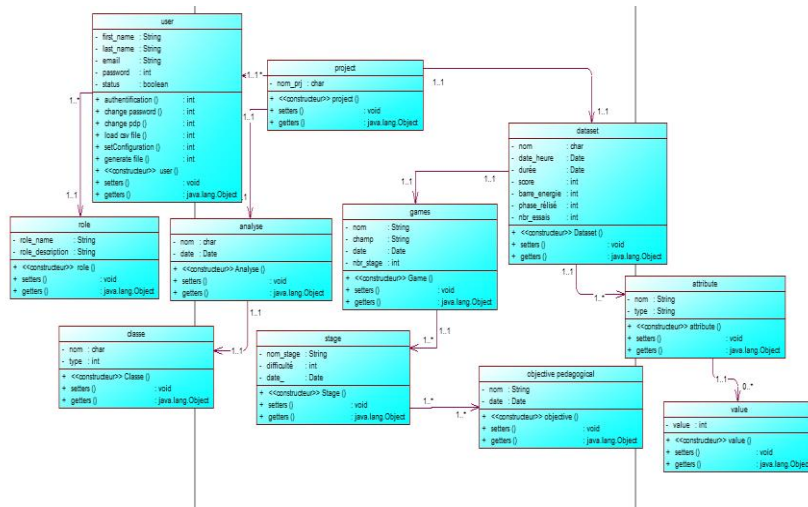 user
- first_name : String
- last_name : String
- email : String
- password : int
- status : boolean
+ authentification () : int
+ change password () : int
+ change pdp () : int
+ load csv file () : int
+ setConfiguration () : int
+ generate file () : int
+ <<constructeur>> user ()
+ setters () : void
+ getters () : java.lang.Object
1..1*
1..1
project
- nom_prj : char
+ <<constructeur>> project ()
+ setters () : void
+ getters () : java.lang.Object
1..1
1..1
dataset
- nom : char
- date_heure : Date
- durée : Date
- score : int
- barre_energie : int
- phase_rélisé : int
- nbr_essais : int
+ <<constructeur>> Dataset ()
+ setters () : void
+ getters () : java.lang.Object
1..*
1..1
1..1
1..1
1..1
role
- role_name : String
- role_description : String
+ <<constructeur>> role ()
+ setters () : void
+ getters () : java.lang.Object
analyse
- nom : char
- date : Date
+ <<constructeur>> Analyse ()
+ setters () : void
+ getters () : java.lang.Object
1..1
1..1
games
- nom : String
- champ : String
- date : Date
- nbr_stage : int
+ <<constructeur>> Game ()
+ setters () : void
+ getters () : java.lang.Object
1..1
1..*
1..1
1..*
attribute
- nom : String
- type : String
+ <<constructeur>> attribute ()
+ setters () : void
+ getters () : java.lang.Object
1..1
0..*
classe
- nom : char
- type : int
+ <<constructeur>> Classe ()
+ setters () : void
+ getters () : java.lang.Object
stage
- nom_stage : String
- difficulté : int
- date_ : Date
+ <<constructeur>> Stage ()
+ setters () : void
+ getters () : java.lang.Object
1..*
1..*
objective pedagogical
- nom : String
- date : Date
+ <<constructeur>> objective ()
+ setters () : void
+ getters () : java.lang.Object
value
- value : int
+ <<constructeur>> value ()
+ setters () : void
+ getters () : java.lang.Object